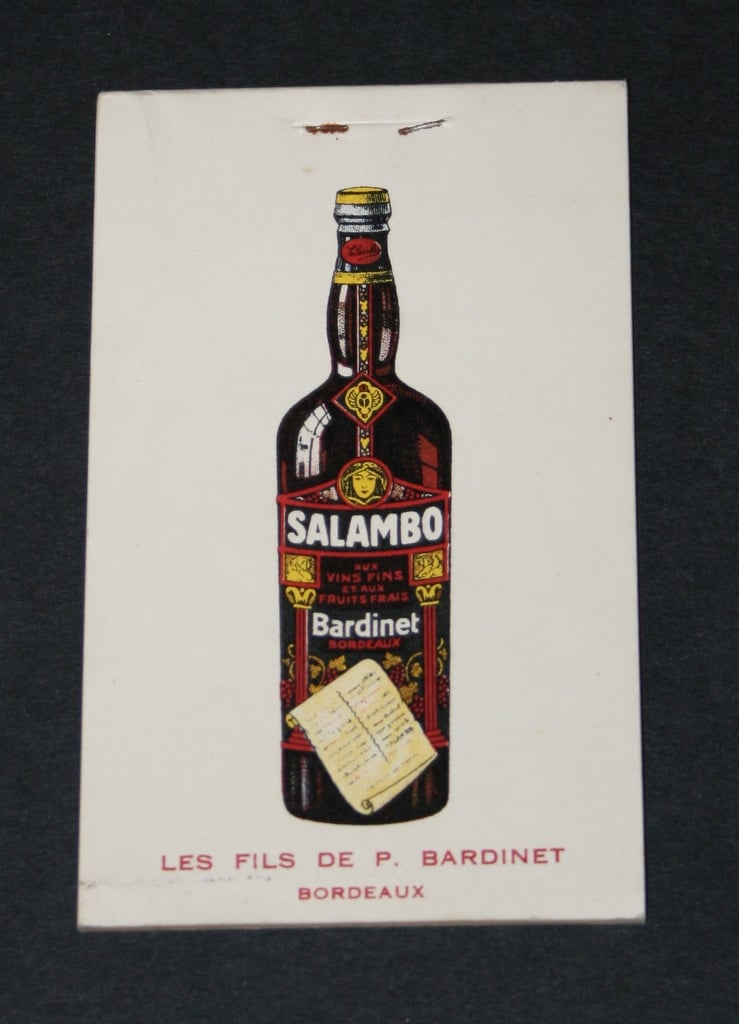 SALAMBO
AUX
VINS FINS
ET AUX
FRUITS FRAIS
Bardinet
BORDEAUX
LES FILS DE P. BARDINET
BORDEAUX